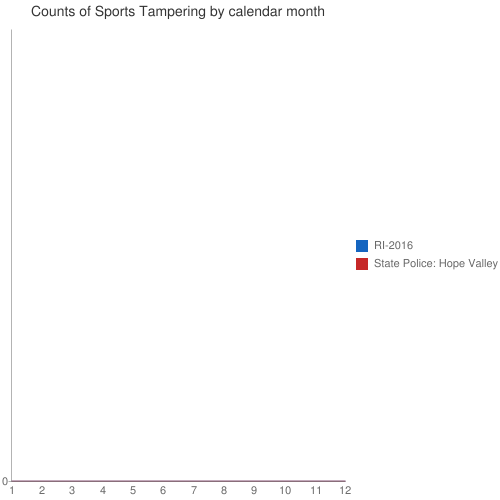 Counts of Sports Tampering by calendar month
RI-2016
State Police: Hope Valley
0
1 2 3 4 5 6 7 8 9 10 11 12